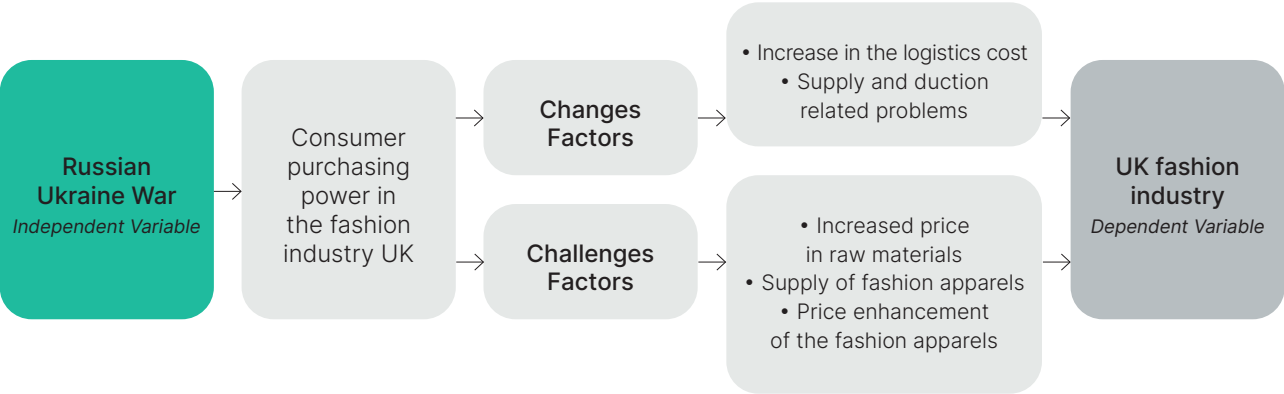 Russian
Ukraine War
Independent Variable
Consumer
purchasing
power in
the fashion
industry UK
Changes
Factors
Challenges
Factors
• Increase in the logistics cost
• Supply and duction
related problems
• Increased price
in raw materials
• Supply of fashion apparels
• Price enhancement
of the fashion apparels
UK fashion
industry
Dependent Variable